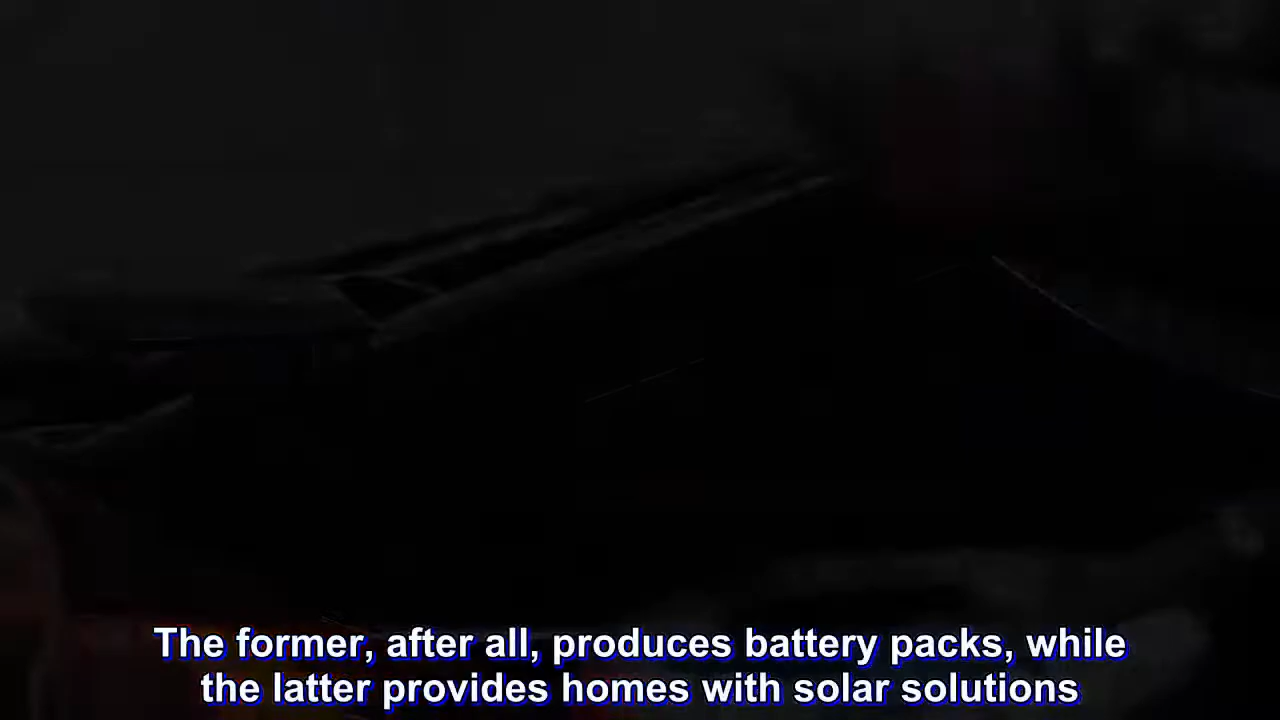 The former, after all, produces battery packs, while
the latter provides homes with solar solutions